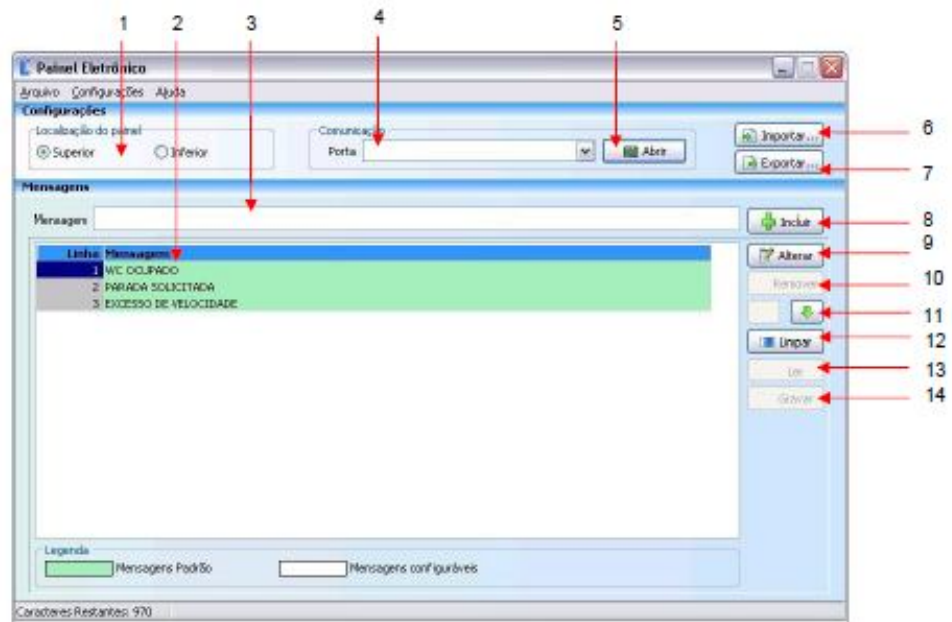 1 2 3 4 5
Painel Eletrônico
Arquivo Configurações Ajuda
Configurações
Localização do painel
Superior Inferior
Comunicação
Porta Abrir
Importar... 6
Exportar... 7
Mensagens
Mensagem
Incluir 8
9
Linha Mensagens
Alterar
1 WC OCUPADO
Remover 10
2 PARADA SOLICITADA
3 EXCESSO DE VELOCIDADE
11
Limpar 12
Ler 13
Gravar 14
Legenda
Mensagens Padrão Mensagens configuráveis
Caracteres Restantes: 970